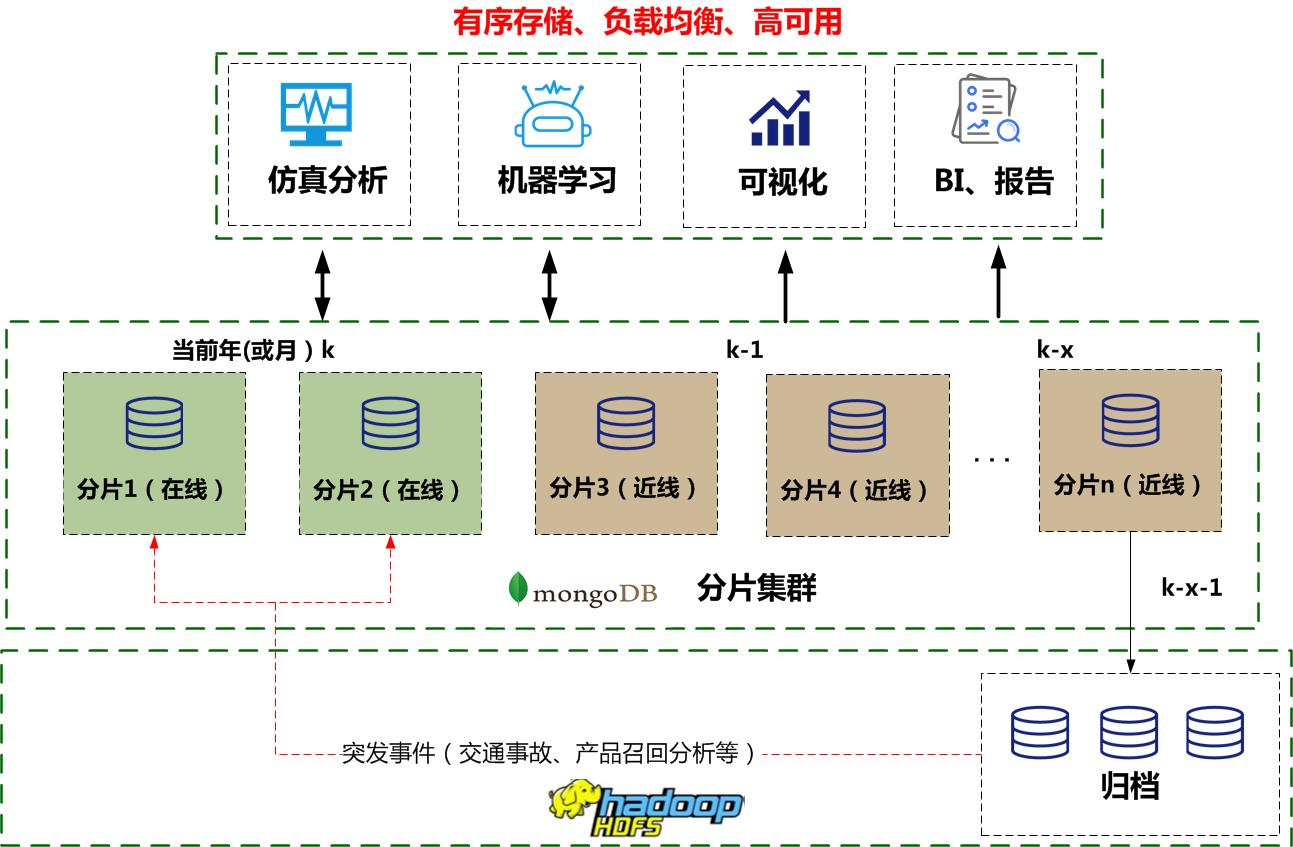 有序存储、负载均衡、高可用
仿真分析
机器学习
可视化
BI、报告
当前年(或月）k
k-1
k-x
分片1（在线）
分片2（在线）
分片3（近线）
分片4（近线）
...
分片n（近线）
mongoDB
分片集群
k-x-1
突发事件（交通事故、产品召回分析等）
归档
hadoop
HDFS